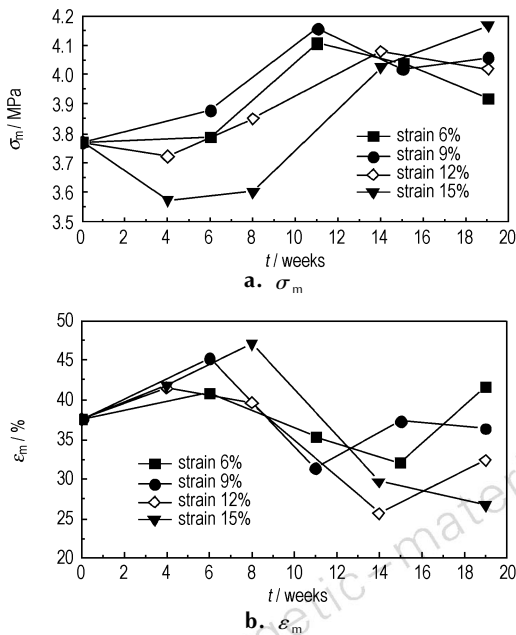 4.2
4.1
4.0
3.9
3.8
3.7
3.6
3.5
σm / MPa
strain 6%
strain 9%
strain 12%
strain 15%
0 2 4 6 8 10 12 14 16 18 20
t / weeks
a. σm
50
45
40
35
30
25
20
εm / %
strain 6%
strain 9%
strain 12%
strain 15%
0 2 4 6 8 10 12 14 16 18 20
t / weeks
b. εm
getic-mater